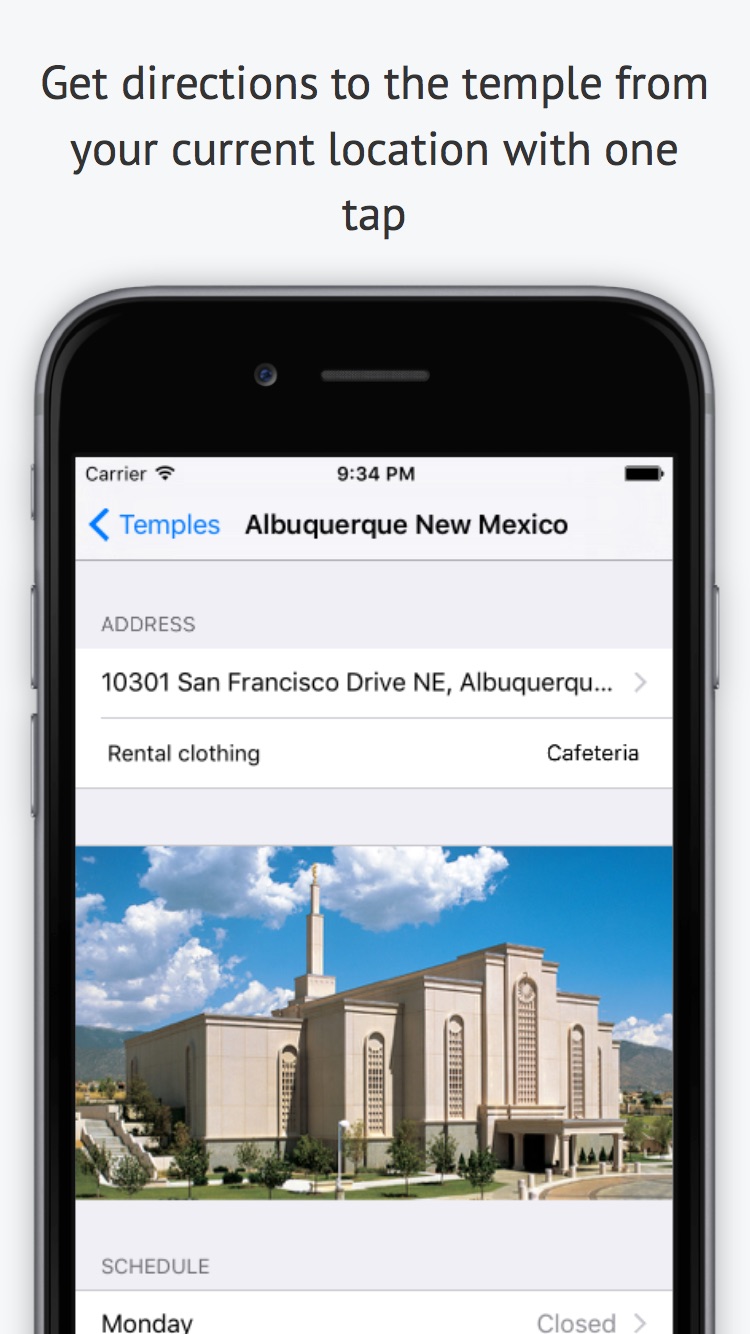 Get directions to the temple from
your current location with one
tap
Carrier 9:34 PM
Temples Albuquerque New Mexico
ADDRESS
10301 San Francisco Drive NE, Albuquerqu...
Rental clothing Cafeteria
SCHEDULE
Monday Closed